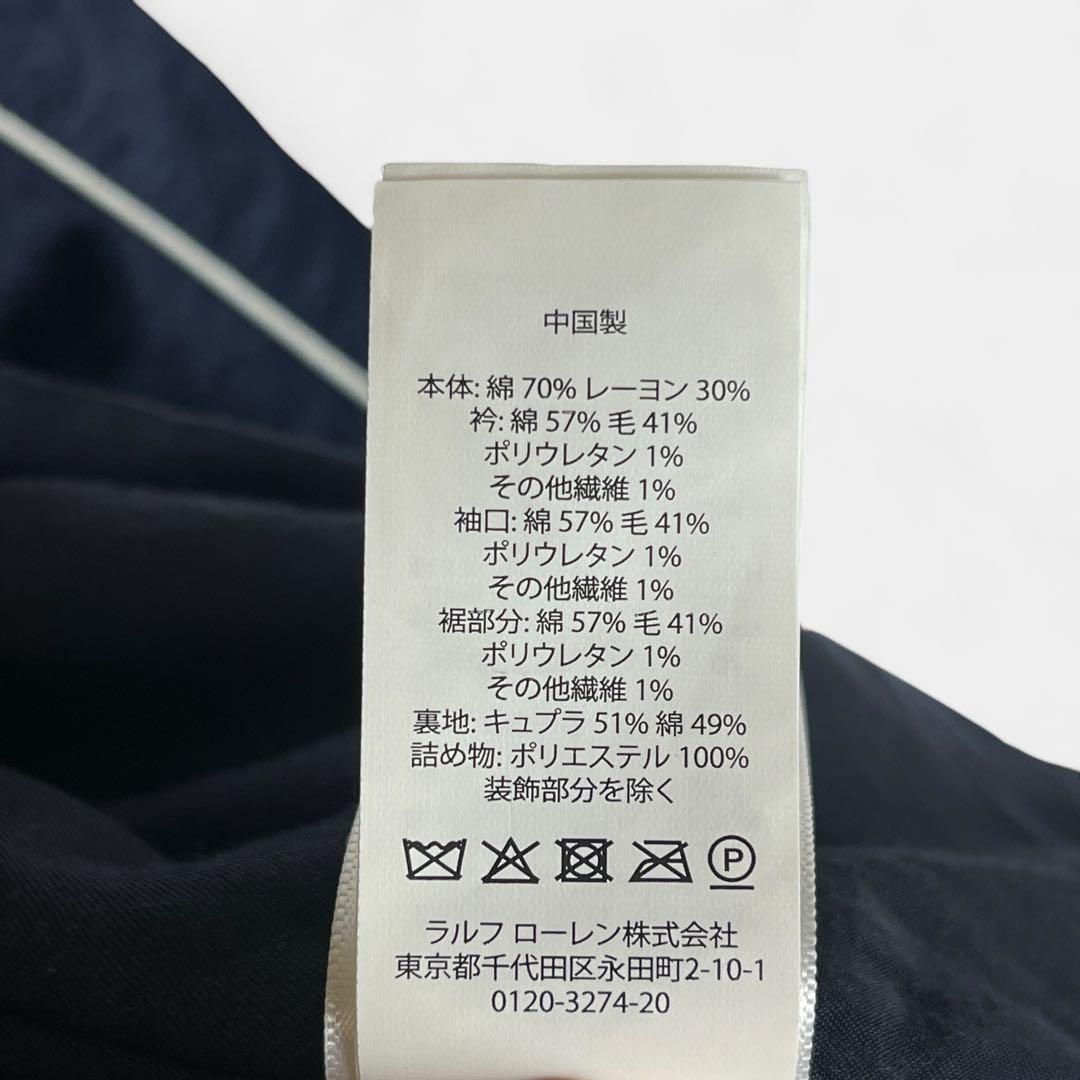 中国製
本体: 綿 70% レーヨン 30%
衿: 綿 57% 毛 41%
ポリウレタン 1%
その他繊維 1%
袖口: 綿 57% 毛 41%
ポリウレタン 1%
その他繊維 1%
裾部分: 綿 57% 毛 41%
ポリウレタン 1%
その他繊維 1%
裏地: キュプラ 51% 綿 49%
詰め物: ポリエステル 100%
装飾部分を除く
P
ラルフ ローレン株式会社
東京都千代田区永田町2-10-1
0120-3274-20